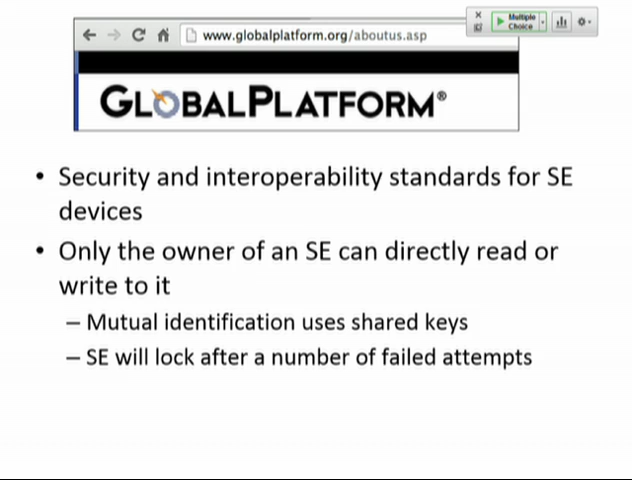 Multiple
Choice
www.globalplatform.org/aboutus.asp
GLOBALPLATFORM®
• Security and interoperability standards for SE
devices
• Only the owner of an SE can directly read or
write to it
– Mutual identification uses shared keys
– SE will lock after a number of failed attempts